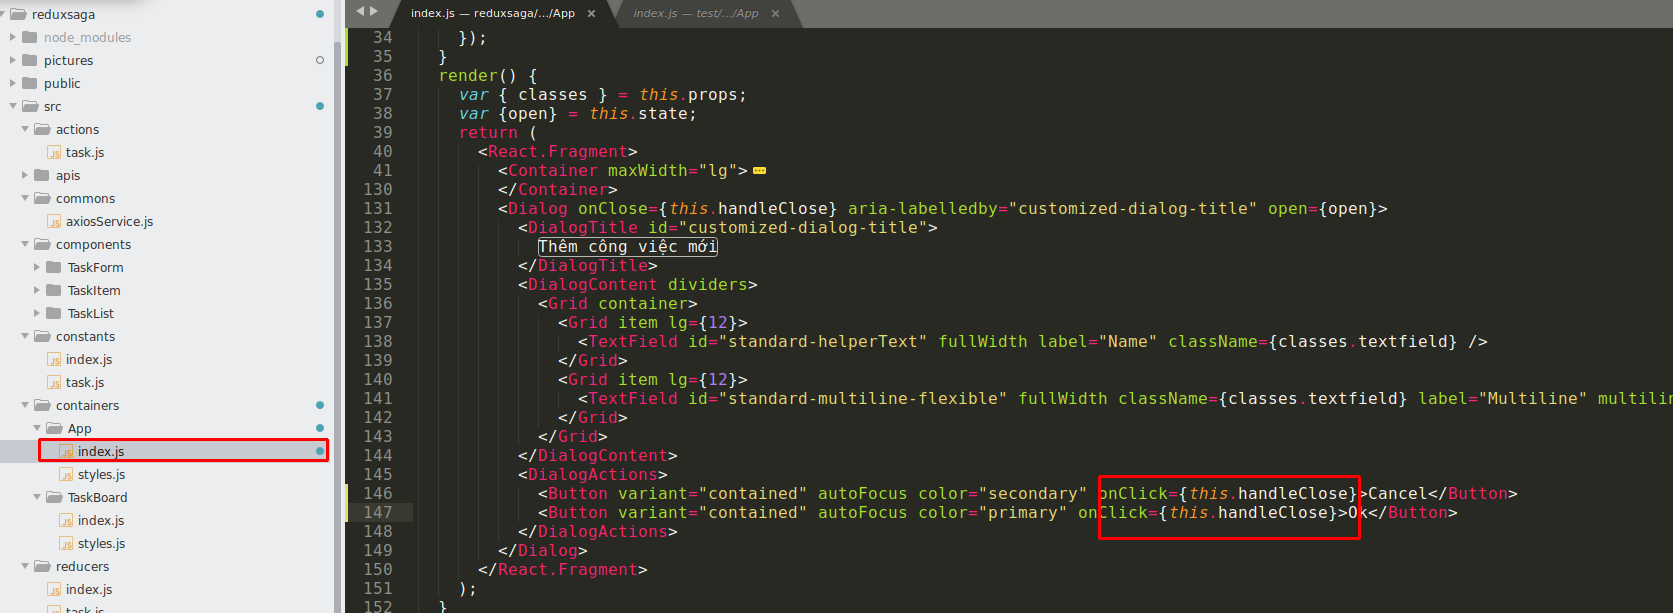 reduxsaga
node_modules
pictures
public
src
actions
task.js
apis
commons
axiosService.js
components
TaskForm
TaskItem
TaskList
constants
index.js
task.js
containers
App
index.js
styles.js
TaskBoard
index.js
styles.js
reducers
index.js
task.js
index.js — reduxsaga/.../App ×
index.js — test/.../App ×
34 });
35 }
36 render() {
37 var { classes } = this.props;
38 var {open} = this.state;
39 return (
40 <React.Fragment>
41 <Container maxWidth="lg">
130 </Container>
131 <Dialog onClose={this.handleClose} aria-labelledby="customized-dialog-title" open={open}>
132 <DialogTitle id="customized-dialog-title">
133 Thêm công việc mới
134 </DialogTitle>
135 <DialogContent dividers>
136 <Grid container>
137 <Grid item lg={12}>
138 <TextField id="standard-helperText" fullWidth label="Name" className={classes.textfield} />
139 </Grid>
140 <Grid item lg={12}>
141 <TextField id="standard-multiline-flexible" fullWidth className={classes.textfield} label="Multiline" multilin
142 </Grid>
143 </Grid>
144 </DialogContent>
145 <DialogActions>
146 <Button variant="contained" autoFocus color="secondary" onClick={this.handleClose}>Cancel</Button>
147 <Button variant="contained" autoFocus color="primary" onClick={this.handleClose}>Ok</Button>
148 </DialogActions>
149 </Dialog>
150 </React.Fragment>
151 );
152 }